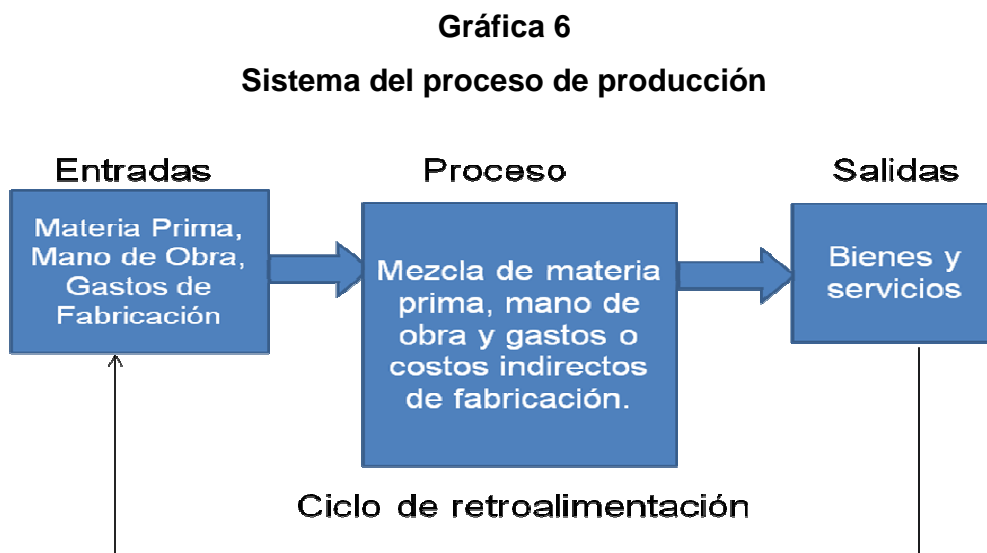 Gráfica 6
Sistema del proceso de producción
Entradas
Materia Prima,
Mano de Obra,
Gastos de
Fabricación
Proceso
Mezcla de materia
prima, mano de
obra y gastos o
costos indirectos
de fabricación.
Salidas
Bienes y
servicios
Ciclo de retroalimentación